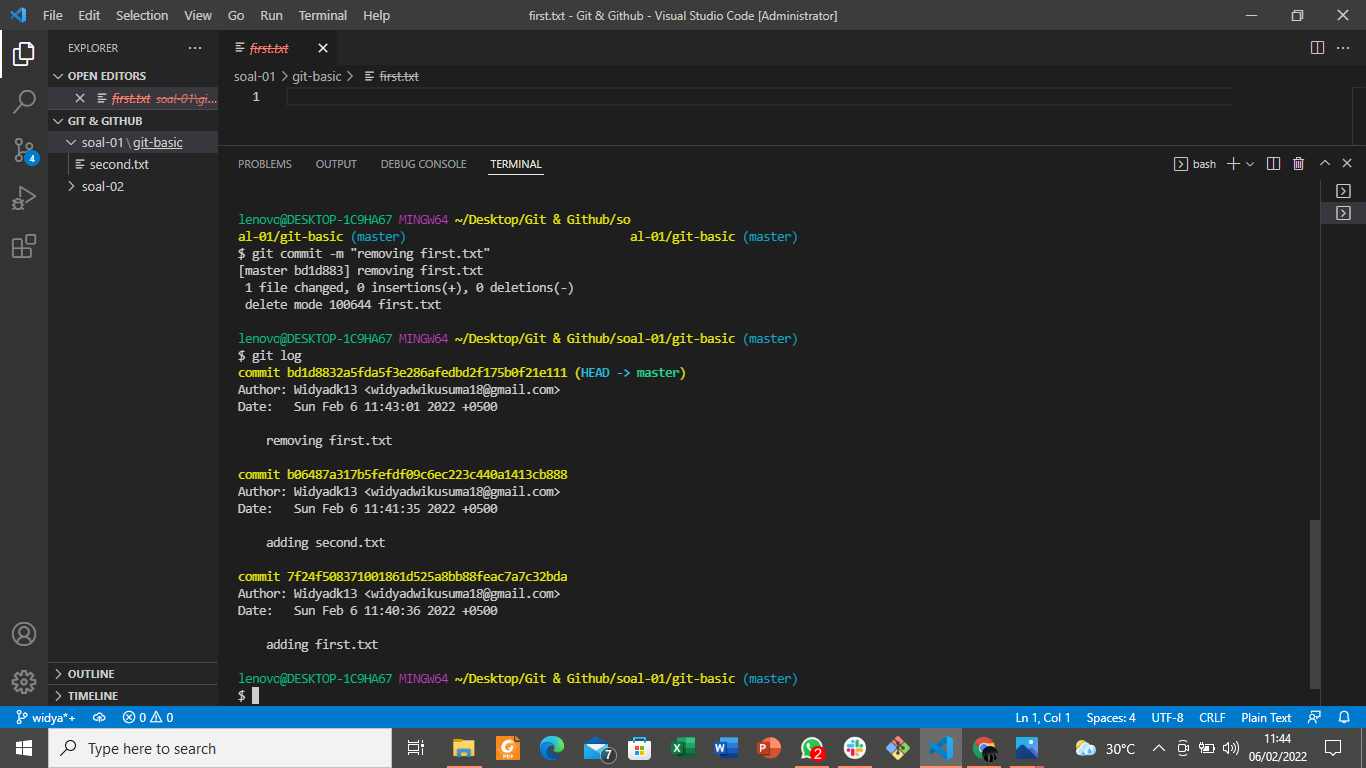 File Edit Selection View Go Run Terminal Help
first.txt - Git & Github - Visual Studio Code [Administrator]
EXPLORER
OPEN EDITORS
first.txt soal-01\gi...
GIT & GITHUB
soal-01\git-basic
second.txt
soal-02
OUTLINE
TIMELINE
4
first.txt
soal-01 > git-basic > first.txt
1
PROBLEMS OUTPUT DEBUG CONSOLE TERMINAL
bash
lenovo@DESKTOP-1C9HA67 MINGW64 ~/Desktop/Git & Github/so
al-01/git-basic (master) al-01/git-basic (master)
$ git commit -m "removing first.txt"
[master bd1d883] removing first.txt
1 file changed, 0 insertions(+), 0 deletions(-)
delete mode 100644 first.txt
lenovo@DESKTOP-1C9HA67 MINGW64 ~/Desktop/Git & Github/soal-01/git-basic (master)
$ git log
commit bd1d8832a5fda5f3e286afedbd2f175b0f21e111 (HEAD -> master)
Author: Widyadk13 <widyadwikusuma18@gmail.com>
Date: Sun Feb 6 11:43:01 2022 +0500
removing first.txt
commit b06487a317b5fefdf09c6ec223c440a1413cb888
Author: Widyadk13 <widyadwikusuma18@gmail.com>
Date: Sun Feb 6 11:41:35 2022 +0500
adding second.txt
commit 7f24f508371001861d525a8bb88feac7a7c32bda
Author: Widyadk13 <widyadwikusuma18@gmail.com>
Date: Sun Feb 6 11:40:36 2022 +0500
adding first.txt
lenovo@DESKTOP-1C9HA67 MINGW64 ~/Desktop/Git & Github/soal-01/git-basic (master)
$
widya*+ 0 0
Ln 1, Col 1 Spaces: 4 UTF-8 CRLF Plain Text
Type here to search
PDF
7
2
30°C
11:44
06/02/2022